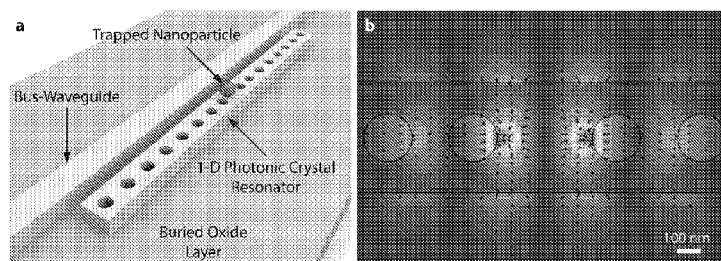 a
Trapped Nanoparticle
Bus-Waveguide
1-D Photonic Crystal
Resonator
Buried Oxide
Layer
b
100 nm